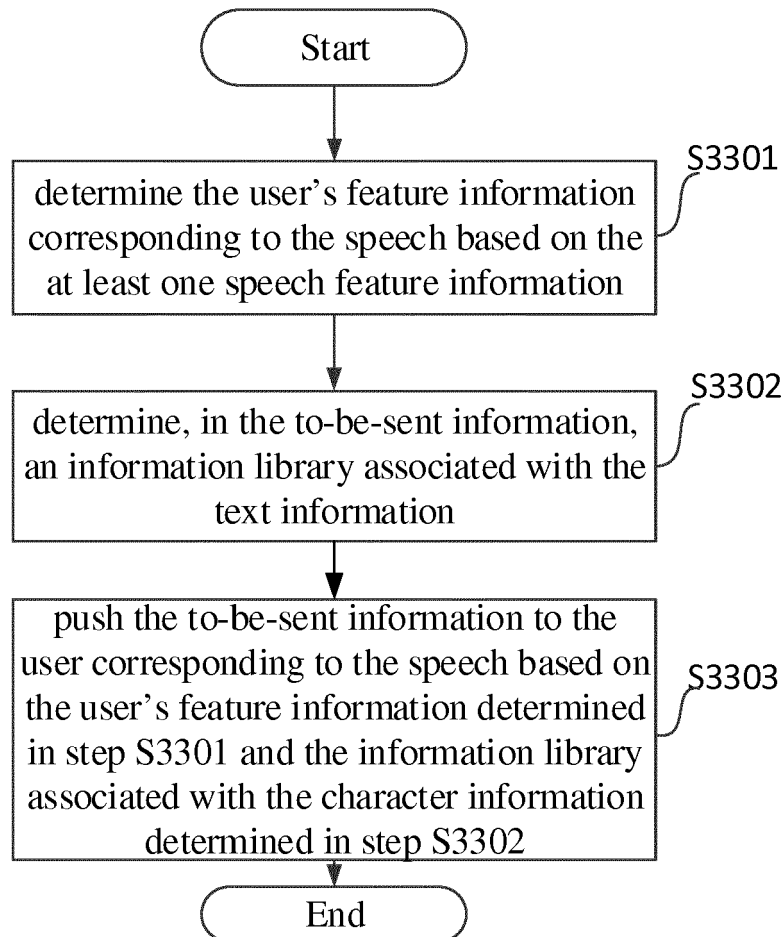 Start
S3301
determine the user's feature information
corresponding to the speech based on the
at least one speech feature information
S3302
determine, in the to-be-sent information,
an information library associated with the
text information
push the to-be-sent information to the
user corresponding to the speech based on
S3303
the user's feature information determined
in step S3301 and the information library
associated with the character information
determined in step S3302
End